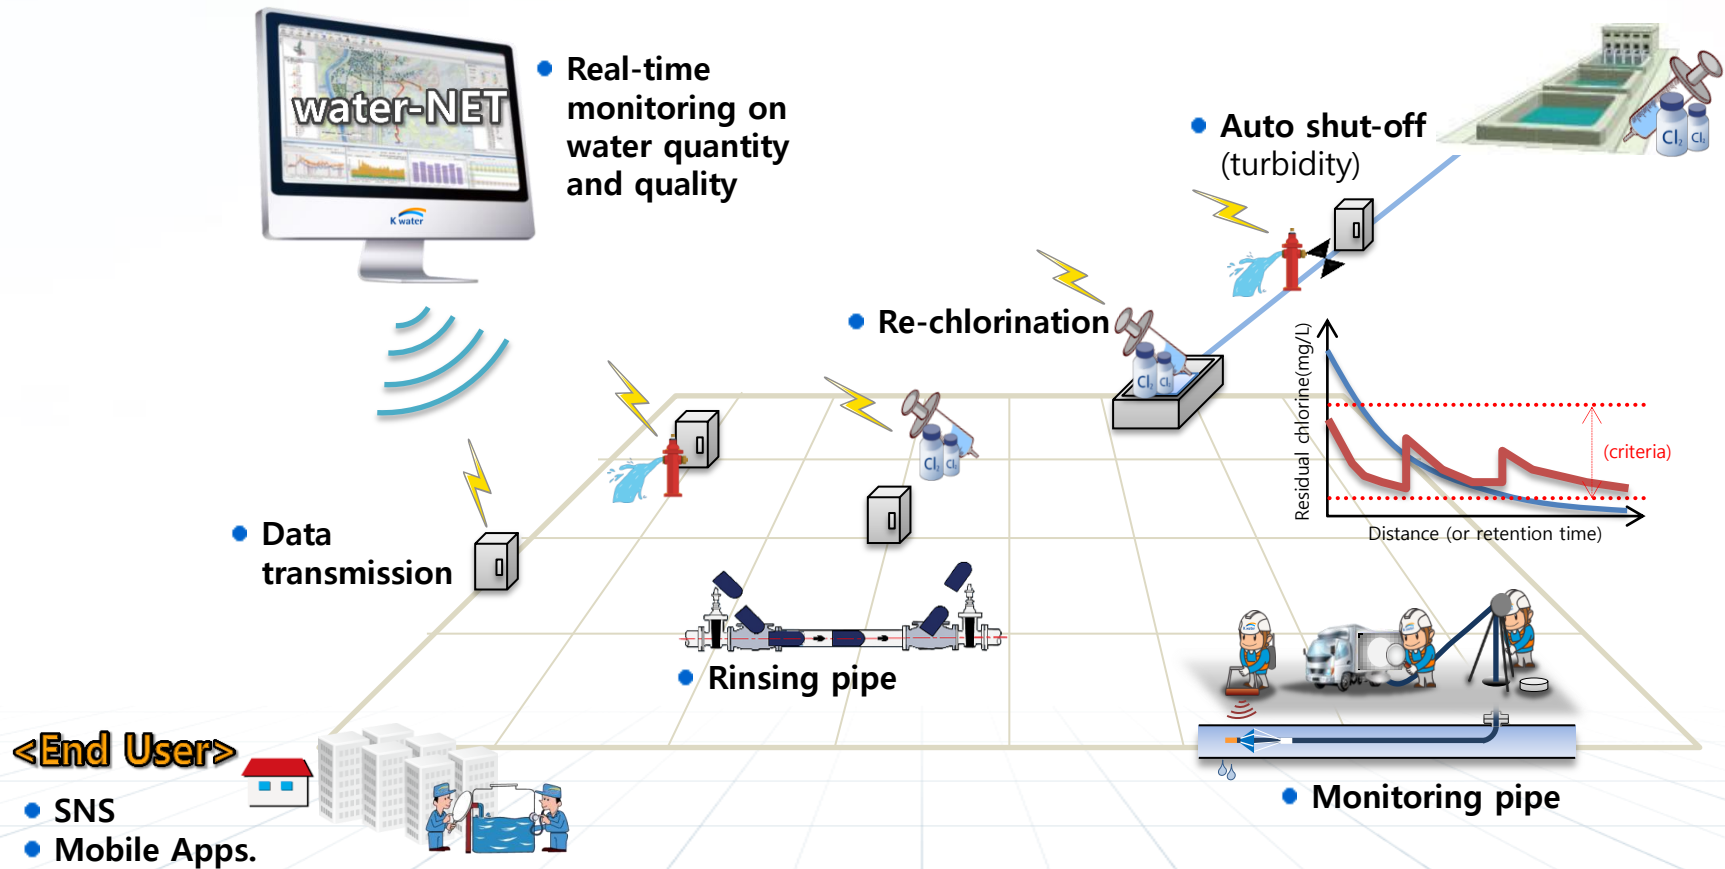 water-NET
K water
Real-time
monitoring on
water quantity
and quality
Auto shut-off
(turbidity)
Cl₂
Re-chlorination
Cl₂
Cl₂
Residual chlorine(mg/L)
(criteria)
Distance (or retention time)
Data
transmission
Rinsing pipe
Monitoring pipe
<End User>
SNS
Mobile Apps.